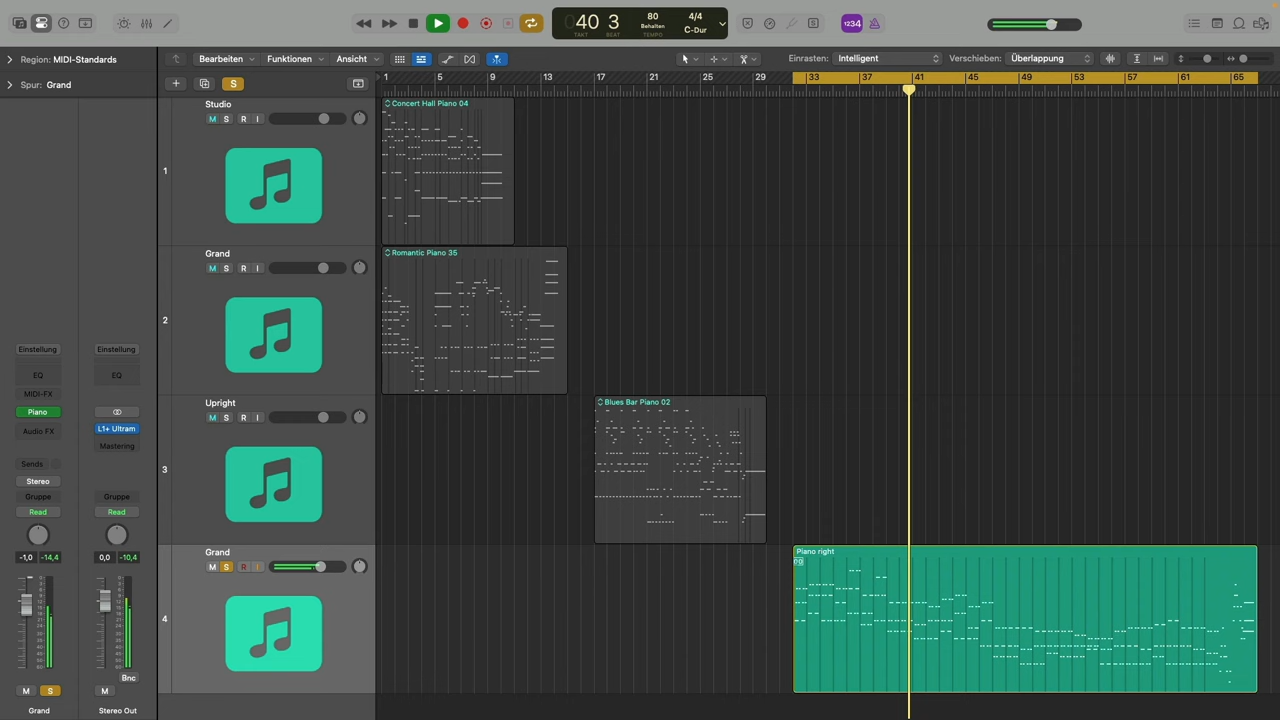 40 3
TAKT BEAT
80
Behalten
TEMPO
4/4
C-Dur
1234
Region: MIDI-Standards
Bearbeiten Funktionen Ansicht
Einrasten: Intelligent
Verschieben: Überlappung
Spur: Grand
S
1 5 9 13 17 21 25 29 33 37 41 45 49 53 57 61 65
Studio
M S R I
1
Concert Hall Piano 04
Grand
M S R I
2
Romantic Piano 35
Upright
M S R I
3
Blues Bar Piano 02
Grand
M S R I
4
Piano right
Einstellung Einstellung
EQ EQ
MIDI-FX
Piano
Audio FX
L1+ Ultram
Mastering
Sends
Stereo
Gruppe Gruppe
Read Read
-1,0 -14,4 0,0 -10,4
Bnc
M S M
Grand Stereo Out